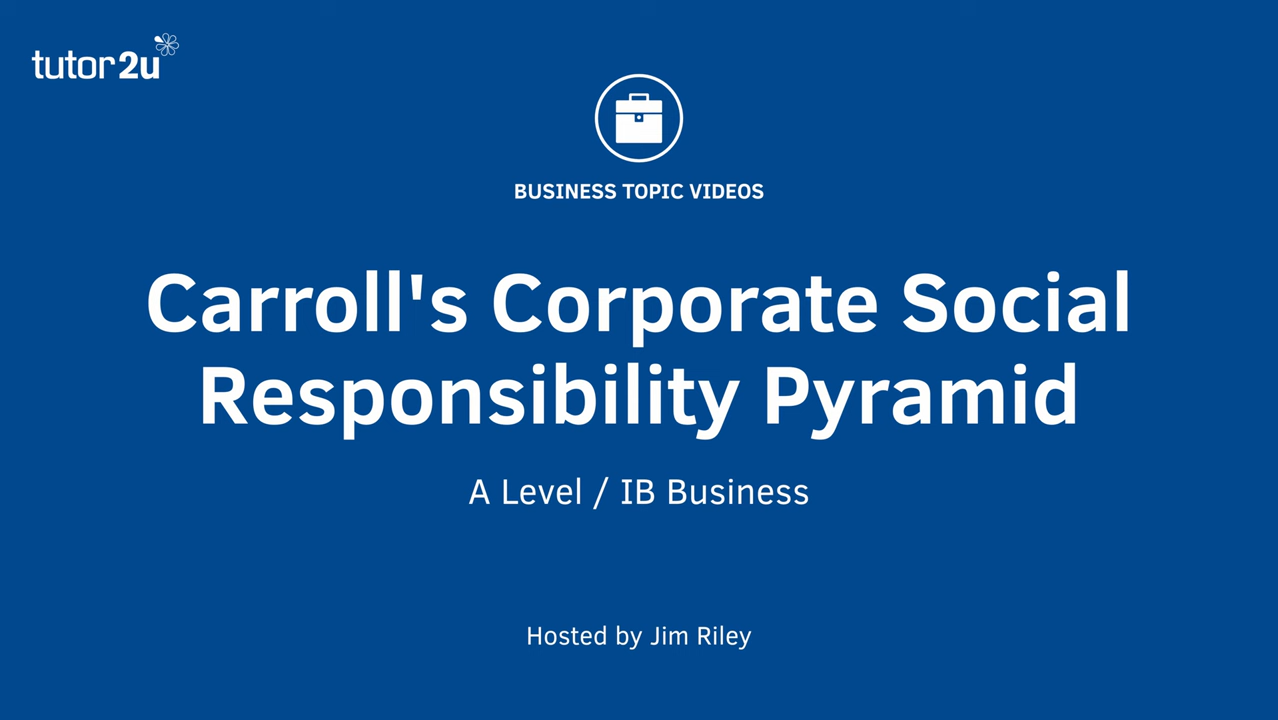 tutor2u
BUSINESS TOPIC VIDEOS
Carroll's Corporate Social
Responsibility Pyramid
A Level / IB Business
Hosted by Jim Riley